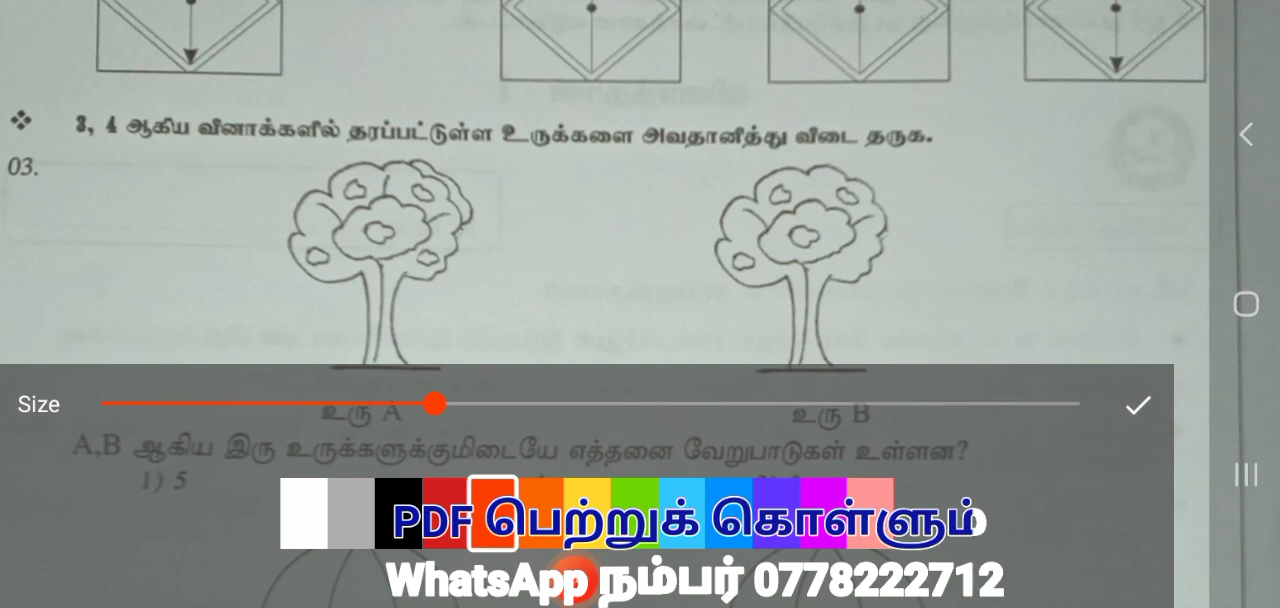 3, 4 ஆகிய வினாக்களில் தரப்பட்டுள்ள உருக்களை அவதானித்து விடை தருக.
03.
Size
உரு A உரு B
A,B ஆகிய இரு உருக்களுக்குமிடையே எத்தனை வேறுபாடுகள் உள்ளன?
1) 5
PDF பெற்றுக் கொள்ளும்
WhatsApp நம்பர் 0778222712